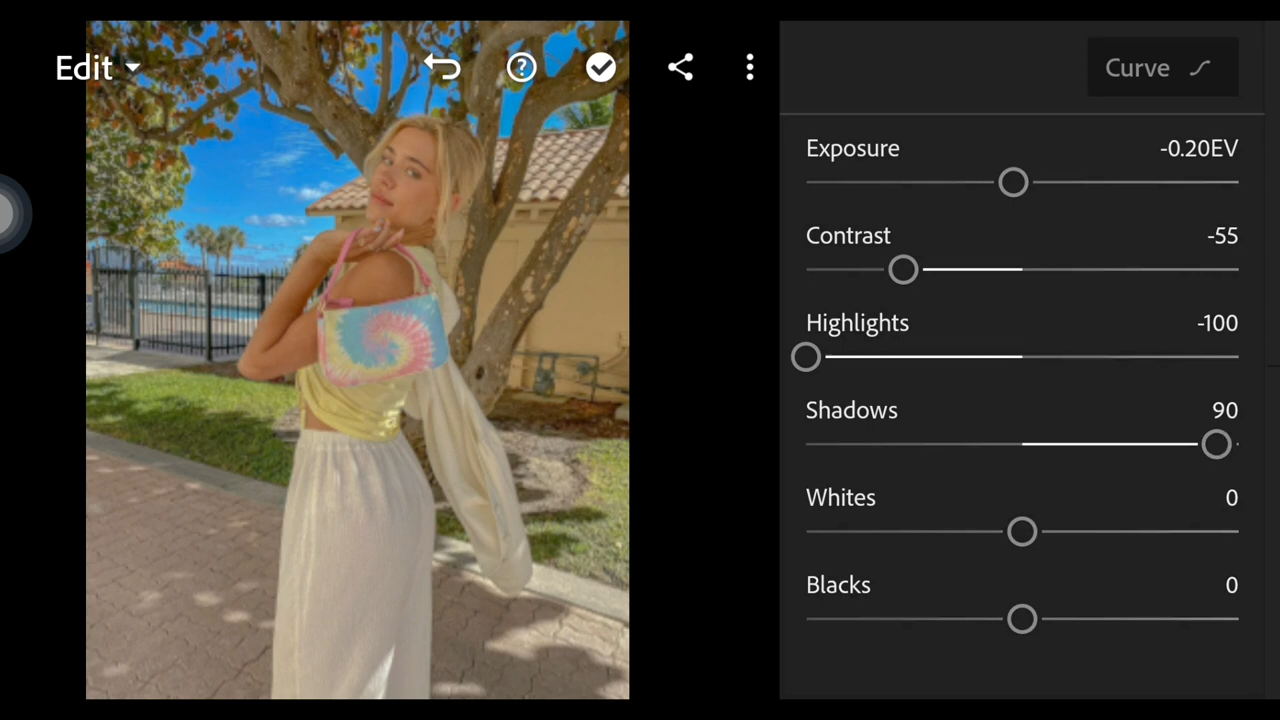 Edit
Curve
Exposure -0.20EV
Contrast -55
Highlights -100
Shadows 90
Whites 0
Blacks 0